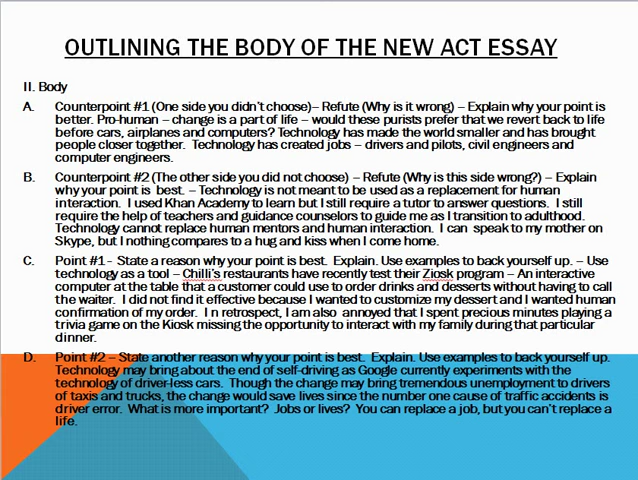 OUTLINING THE BODY OF THE NEW ACT ESSAY
II. Body
A. Counterpoint #1 (One side you didn't choose)– Refute (Why is it wrong) – Explain why your point is
better. Pro-human – change is a part of life – would these purists prefer that we revert back to life
before cars, airplanes and computers? Technology has made the world smaller and has brought
people closer together. Technology has created jobs – drivers and pilots, civil engineers and
computer engineers.
B. Counterpoint #2 (The other side you did not choose) – Refute (Why is this side wrong?) – Explain
why your point is best. – Technology is not meant to be used as a replacement for human
interaction. I used Khan Academy to learn but I still require a tutor to answer questions. I still
require the help of teachers and guidance counselors to guide me as I transition to adulthood.
Technology cannot replace human mentors and human interaction. I can speak to my mother on
Skype, but I nothing compares to a hug and kiss when I come home.
C. Point #1 - State a reason why your point is best. Explain. Use examples to back yourself up. – Use
technology as a tool – Chilli's restaurants have recently test their Ziosk program – An interactive
computer at the table that a customer could use to order drinks and desserts without having to call
the waiter. I did not find it effective because I wanted to customize my dessert and I wanted human
confirmation of my order. In retrospect, I am also annoyed that I spent precious minutes playing a
trivia game on the Kiosk missing the opportunity to interact with my family during that particular
dinner.
D. Point #2 – State another reason why your point is best. Explain. Use examples to back yourself up.
Technology may bring about the end of self-driving as Google currently experiments with the
technology of driver-less cars. Though the change may bring tremendous unemployment to drivers
of taxis and trucks, the change would save lives since the number one cause of traffic accidents is
driver error. What is more important? Jobs or lives? You can replace a job, but you can't replace a
life.